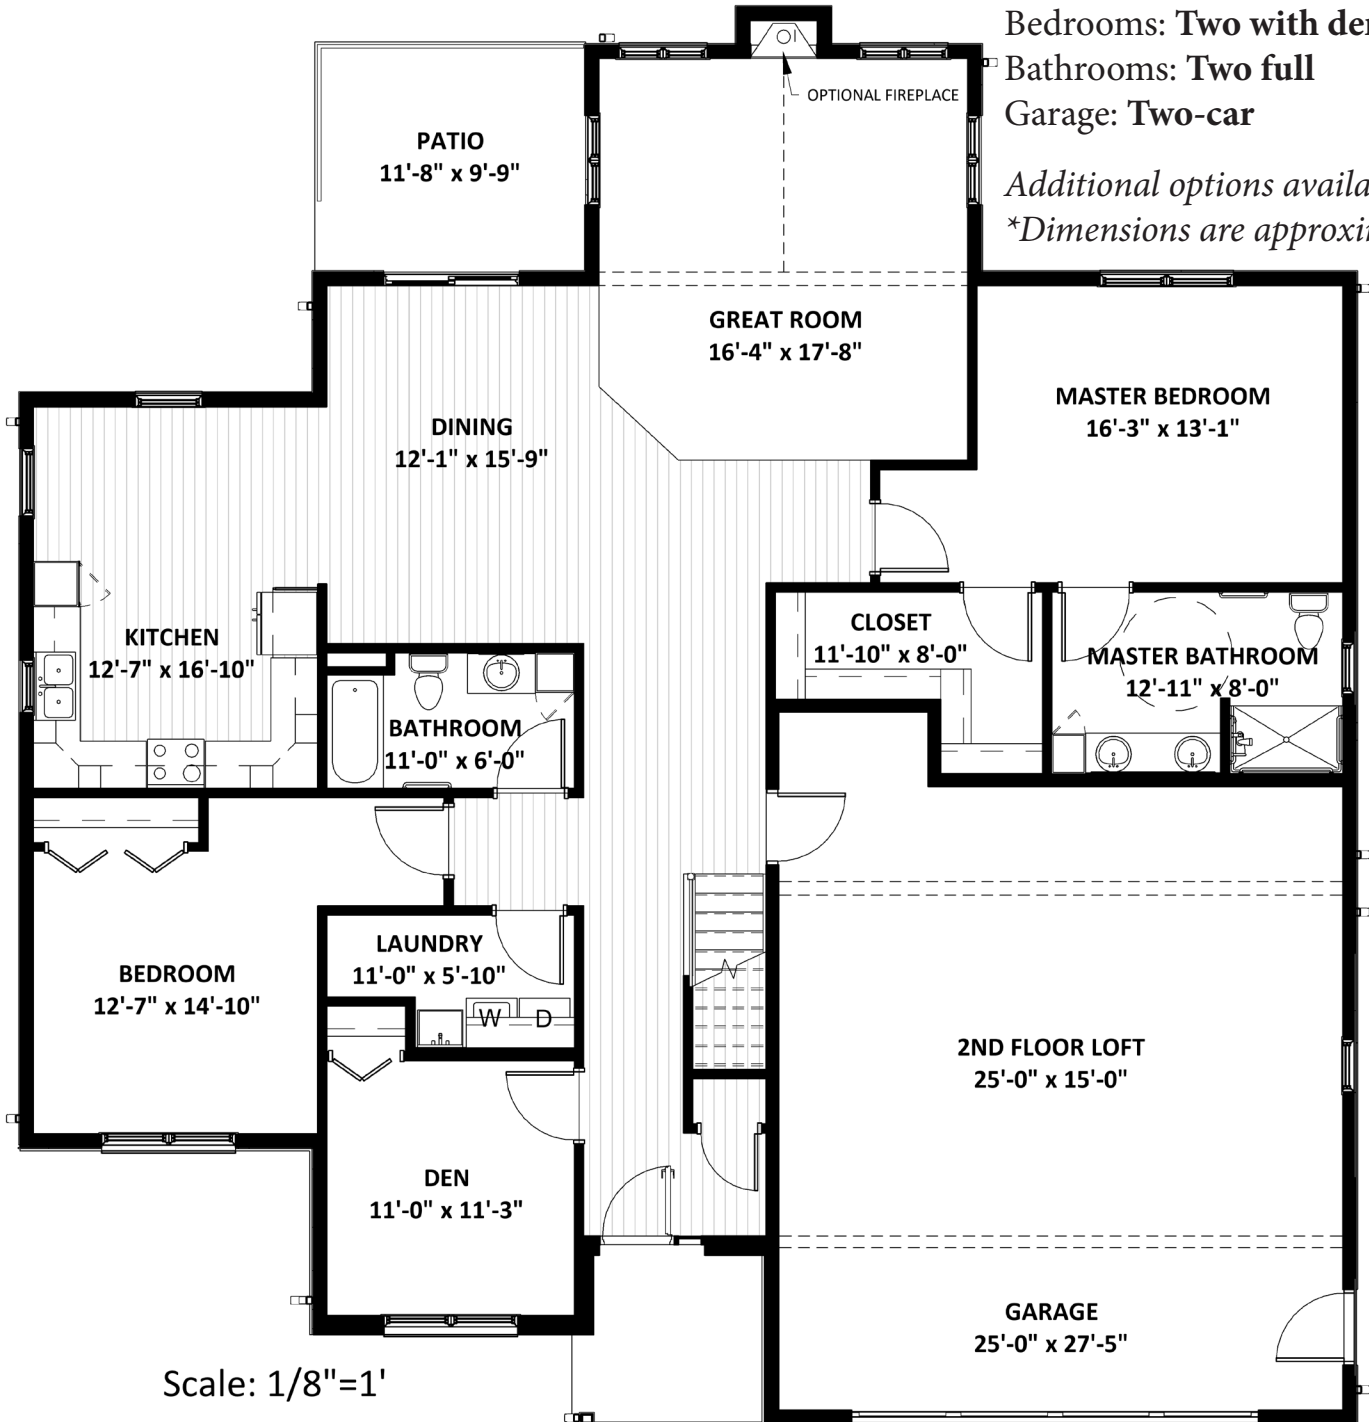 Bedrooms: Two with
Bathrooms: Two full
Garage: Two-car
Additional options
*Dimensions are
OPTIONAL FIREPLACE
PATIO
11'-8" x 9'-9"
GREAT ROOM
16'-4" x 17'-8"
MASTER BEDROOM
16'-3" x 13'-1"
DINING
12'-1" x 15'-9"
KITCHEN
12'-7" x 16'-10"
CLOSET
11'-10" x 8'-0"
MASTER BATHROOM
12'-11" x 8'-0"
BATHROOM
11'-0" x 6'-0"
LAUNDRY
11'-0" x 5'-10"
W
D
BEDROOM
12'-7" x 14'-10"
2ND FLOOR LOFT
25'-0" x 15'-0"
DEN
11'-0" x 11'-3"
GARAGE
25'-0" x 27'-5"
Scale: 1/8"=1'